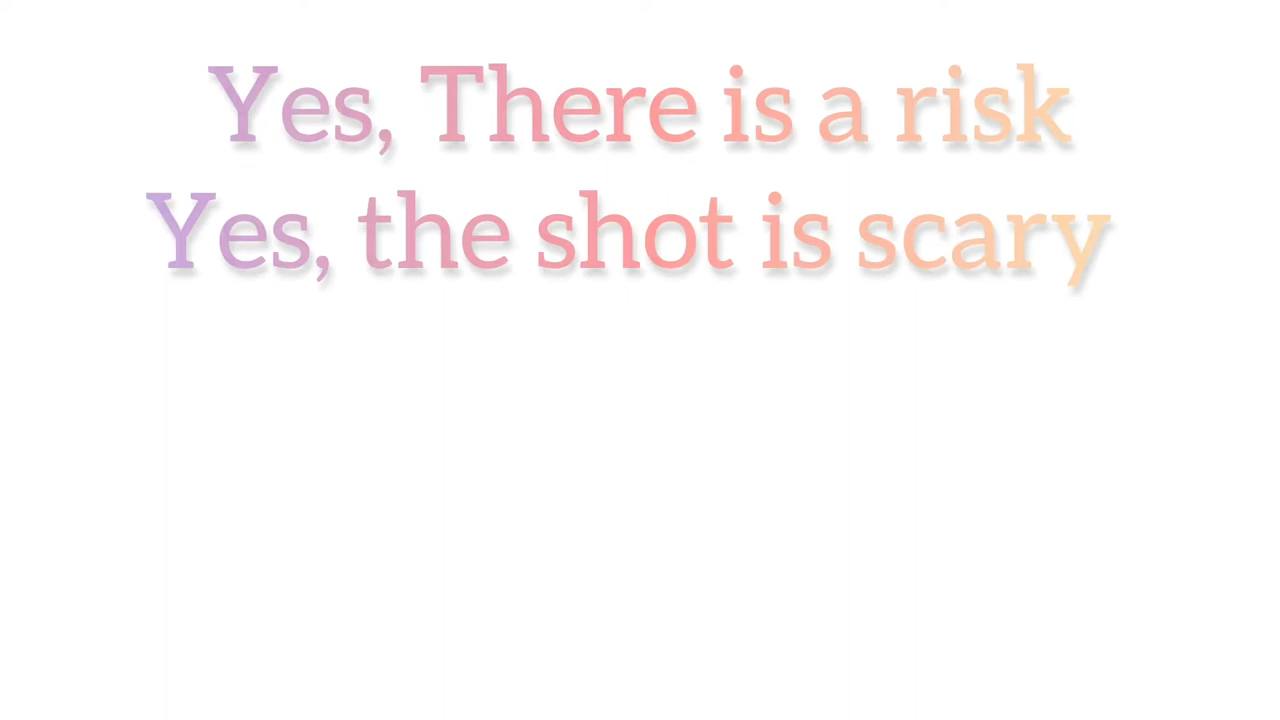 Yes, There is a risk
Yes, the shot is scary